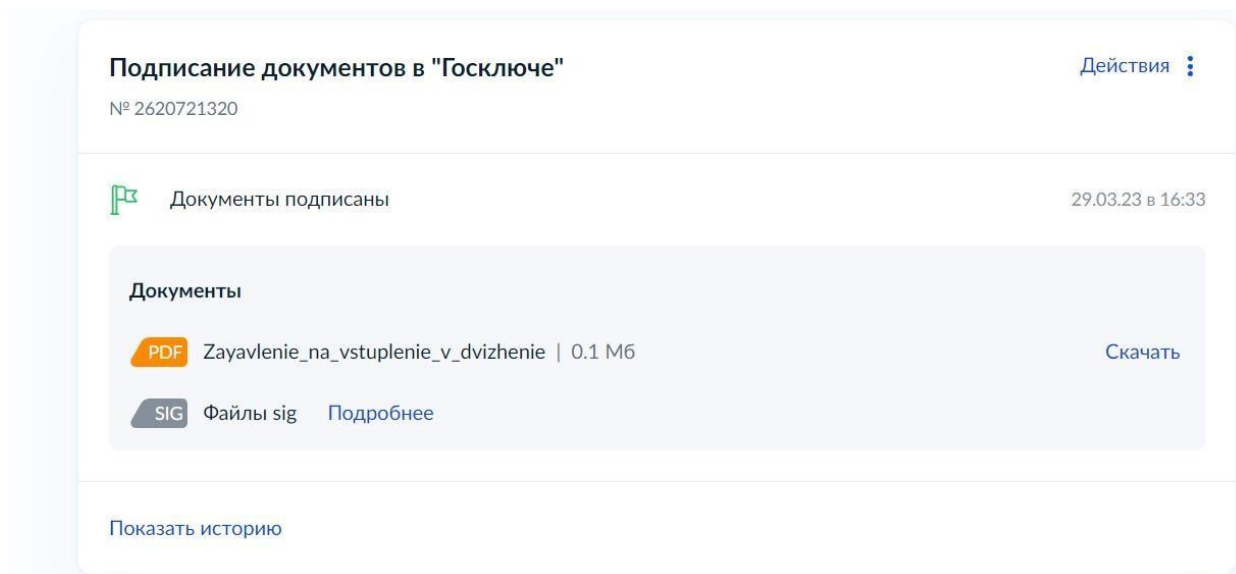 Подписание документов в "Госключе"
Действия
№ 2620721320
Документы подписаны
29.03.23 в 16:33
Документы
PDF Zayavlenie_na_vstuplenie_v_dvizhenie | 0.1 Мб
Скачать
SIG Файлы sig Подробнее
Показать историю